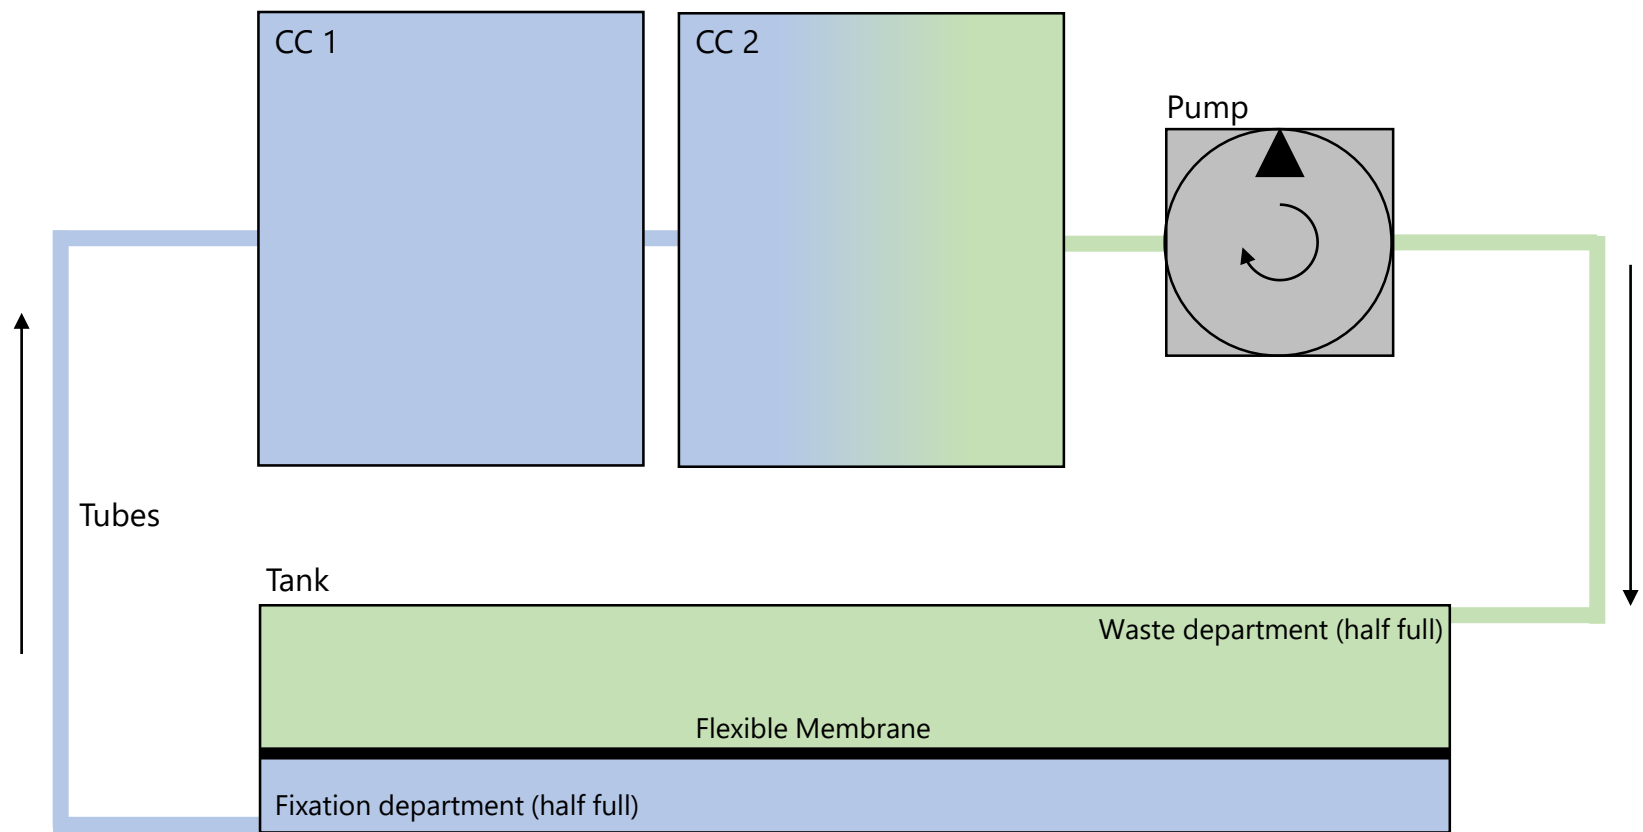 CC 1
CC 2
Pump
Tubes
Tank
Waste department (half full)
Flexible Membrane
Fixation department (half full)